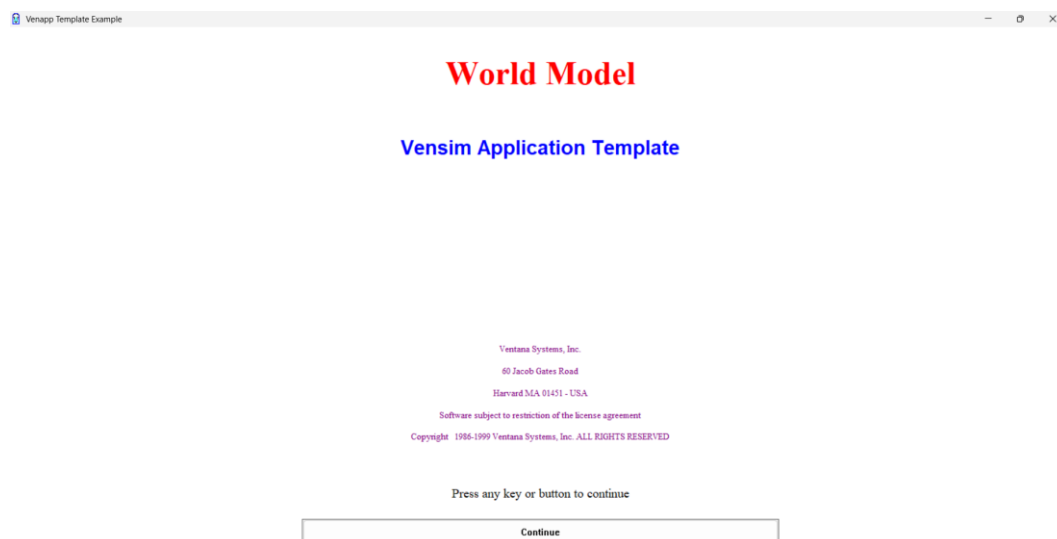 Venapp Template Example
World Model
Vensim Application Template
Ventana Systems, Inc.
60 Jacob Gates Road
Harvard MA 01451 - USA
Software subject to restriction of the license agreement
Copyright 1986-1999 Ventana Systems, Inc. ALL RIGHTS RESERVED
Press any key or button to continue
Continue